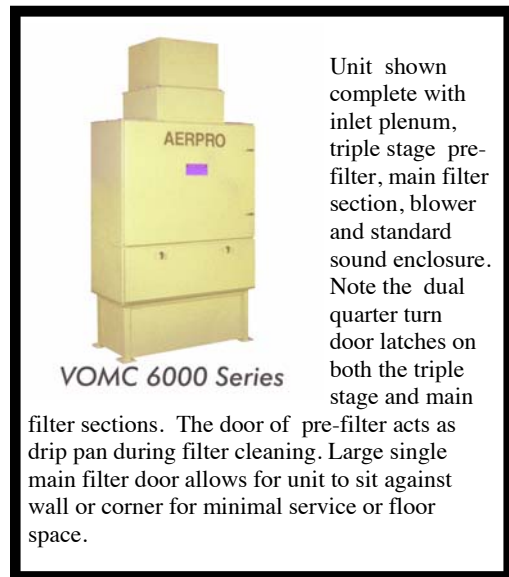 AERPRO
VOMC 6000 Series
Unit shown
complete with
inlet plenum,
triple stage pre-
filter, main filter
section, blower
and standard
sound enclosure.
Note the dual
quarter turn
door latches on
both the triple
stage and main
filter sections. The door of pre-filter acts as
drip pan during filter cleaning. Large single
main filter door allows for unit to sit against
wall or corner for minimal service or floor
space.